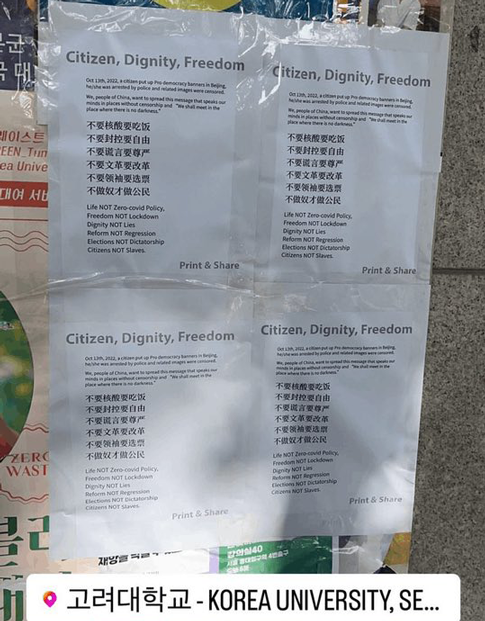 Citizen, Dignity, Freedom
Oct 13th, 2022, a citizen put up Pro democracy banners in Beijing,
he/she was arrested by police and related images were censored.
We, people of China, want to spread this message that speaks our
minds in places without censorship and "We shall meet in the
place where there is no darkness."
不要核酸要吃饭
不要封控要自由
不要谎言要尊严
不要文革要改革
不要领袖要选票
不做奴才做公民
Life NOT Zero-covid Policy,
Freedom NOT Lockdown
Dignity NOT Lies
Reform NOT Regression
Elections NOT Dictatorship
Citizens NOT Slaves.
Print & Share
Citizen, Dignity, Freedom
Oct 13th, 2022, a citizen put up Pro democracy banners in Beijing,
he/she was arrested by police and related images were censored.
We, people of China, want to spread this message that speaks our
minds in places without censorship and "We shall meet in the
place where there is no darkness."
不要核酸要吃饭
不要封控要自由
不要谎言要尊严
不要文革要改革
不要领袖要选票
不做奴才做公民
Life NOT Zero-covid Policy,
Freedom NOT Lockdown
Dignity NOT Lies
Reform NOT Regression
Elections NOT Dictatorship
Citizens NOT Slaves.
Print & Share
Citizen, Dignity, Freedom
Oct 13th, 2022, a citizen put up Pro democracy banners in Beijing,
he/she was arrested by police and related images were censored.
We, people of China, want to spread this message that speaks our
minds in places without censorship and "We shall meet in the
place where there is no darkness."
不要核酸要吃饭
不要封控要自由
不要谎言要尊严
不要文革要改革
不要领袖要选票
不做奴才做公民
Life NOT Zero-covid Policy,
Freedom NOT Lockdown
Dignity NOT Lies
Reform NOT Regression
Elections NOT Dictatorship
Citizens NOT Slaves.
Print & Share
Citizen, Dignity, Freedom
Oct 13th, 2022, a citizen put up Pro democracy banners in Beijing,
he/she was arrested by police and related images were censored.
We, people of China, want to spread this message that speaks our
minds in places without censorship and "We shall meet in the
place where there is no darkness."
不要核酸要吃饭
不要封控要自由
不要谎言要尊严
不要文革要改革
不要领袖要选票
不做奴才做公民
Life NOT Zero-covid Policy,
Freedom NOT Lockdown
Dignity NOT Lies
Reform NOT Regression
Elections NOT Dictatorship
Citizens NOT Slaves.
Print & Share
ZERO
WAST
고려대학교 - KOREA UNIVERSITY, SE...